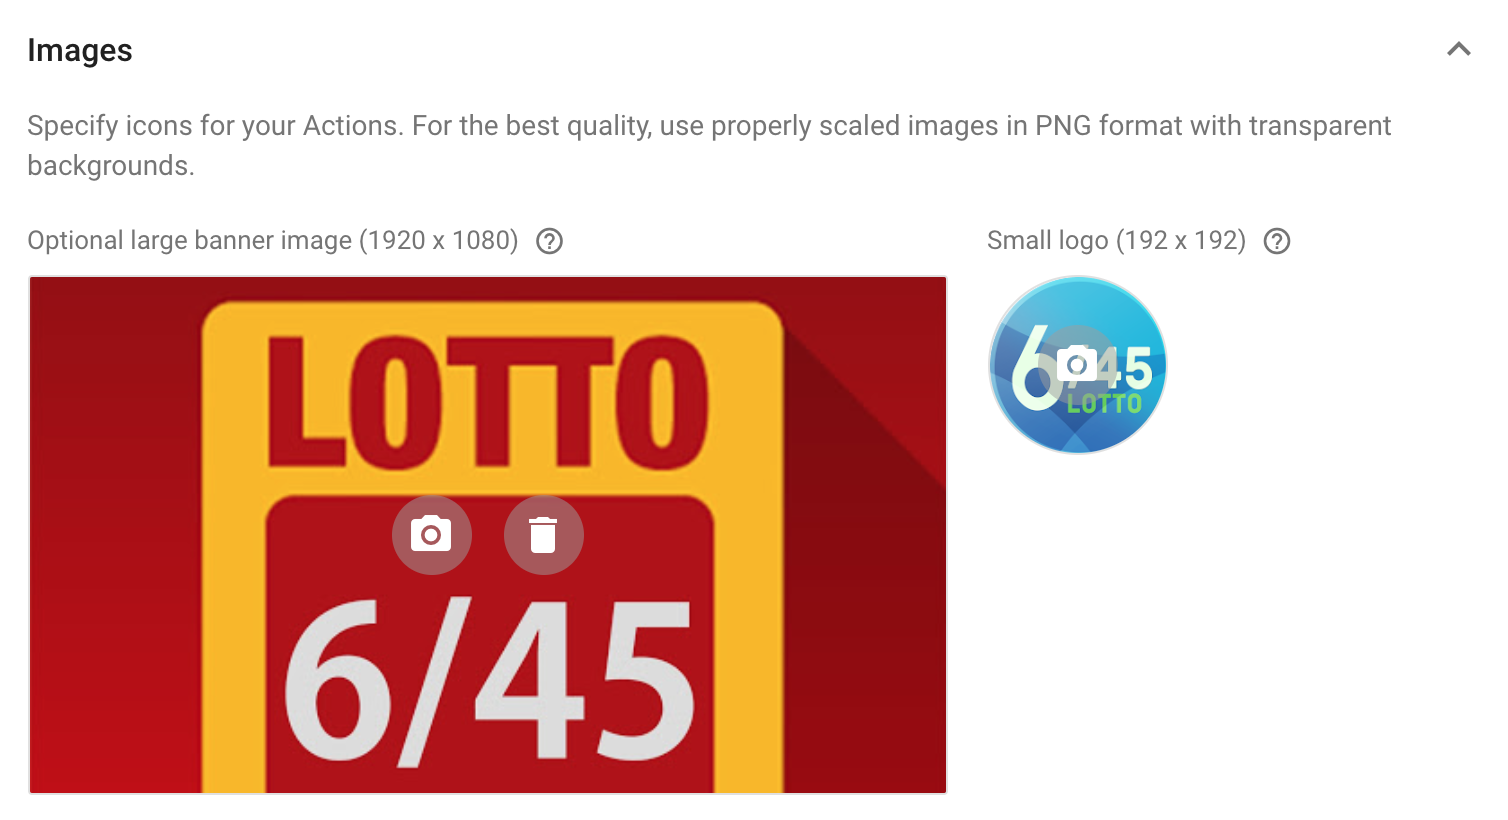 Images
Specify icons for your Actions. For the best quality, use properly scaled images in PNG format with transparent
backgrounds.
Optional large banner image (1920 x 1080)
Small logo (192 x 192)
LOTTO
6/45
6/45
LOTTO